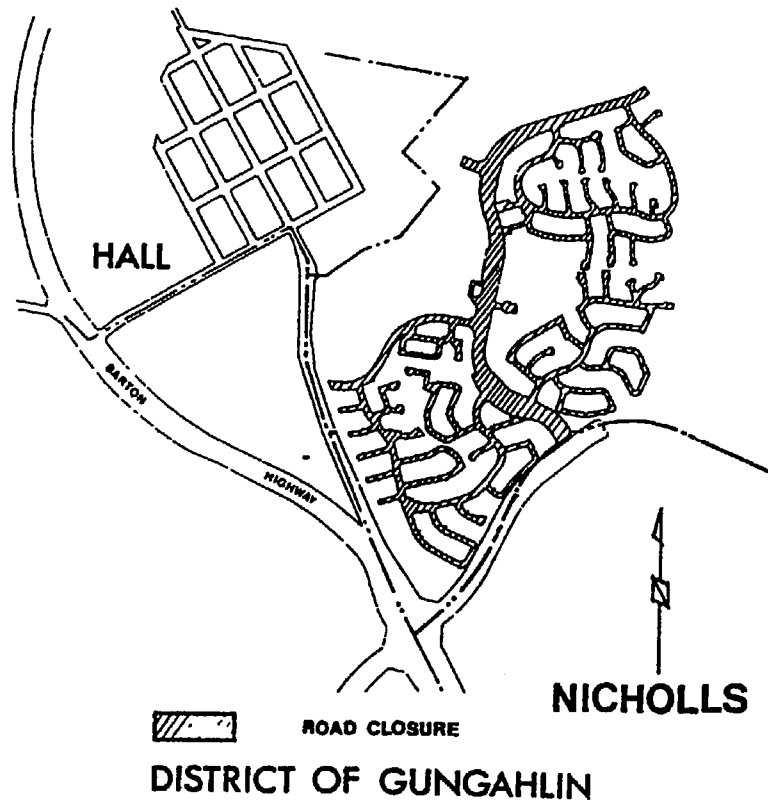 HALL
BARTON
HIGHWAY
NICHOLLS
ROAD CLOSURE
DISTRICT OF GUNGAHLIN